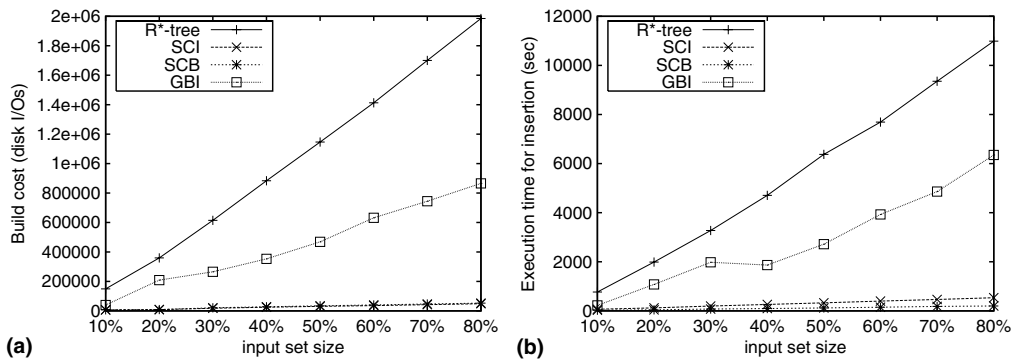 2e+06
1.8e+06
1.6e+06
1.4e+06
1.2e+06
1e+06
800000
600000
400000
200000
0
Build cost (disk I/Os)
R*-tree
SCI
SCB
GBI
10% 20% 30% 40% 50% 60% 70% 80%
input set size
(a)
12000
10000
8000
6000
4000
2000
0
Execution time for insertion (sec)
R*-tree
SCI
SCB
GBI
10% 20% 30% 40% 50% 60% 70% 80%
input set size
(b)